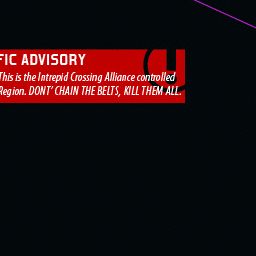 FIC ADVISORY
This is the Intrepid Crossing Alliance controlled
Region. DONT' CHAIN THE BELTS, KILL THEM ALL.